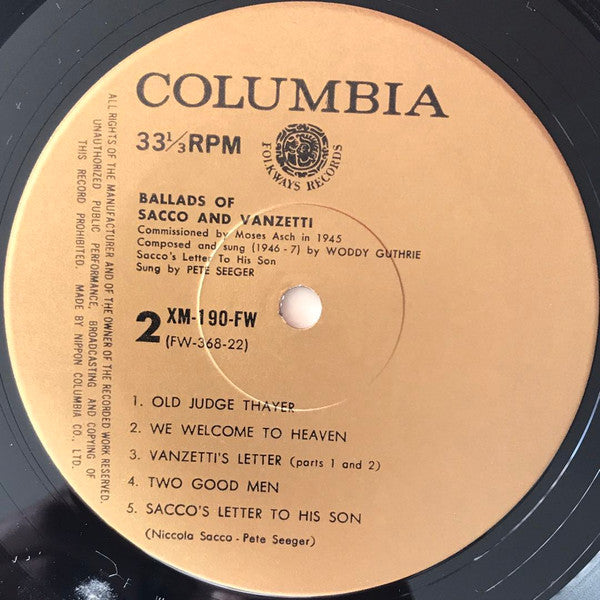 COLUMBIA
33 1/3 RPM
FOLKWAYS RECORDS
BALLADS OF
SACCO AND VANZETTI
Commissioned by Moses Asch in 1945
Composed and sung (1946 - 7) by WODDY GUTHRIE
Sacco's Letter To His Son
Sung by PETE SEEGER
2 XM-190-FW
(FW-368-22)
1. OLD JUDGE THAYER
2. WE WELCOME TO HEAVEN
3. VANZETTI'S LETTER (parts 1 and 2)
4. TWO GOOD MEN
5. SACCO'S LETTER TO HIS SON
(Niccola Sacco - Pete Seeger)
ALL RIGHTS OF THE MANUFACTURER AND OF THE OWNER OF THE RECORDED WORK RESERVED.
UNAUTHORIZED PUBLIC PERFORMANCE, BROADCASTING AND COPYING OF
THIS RECORD PROHIBITED. MADE BY NIPPON COLUMBIA CO., LTD.